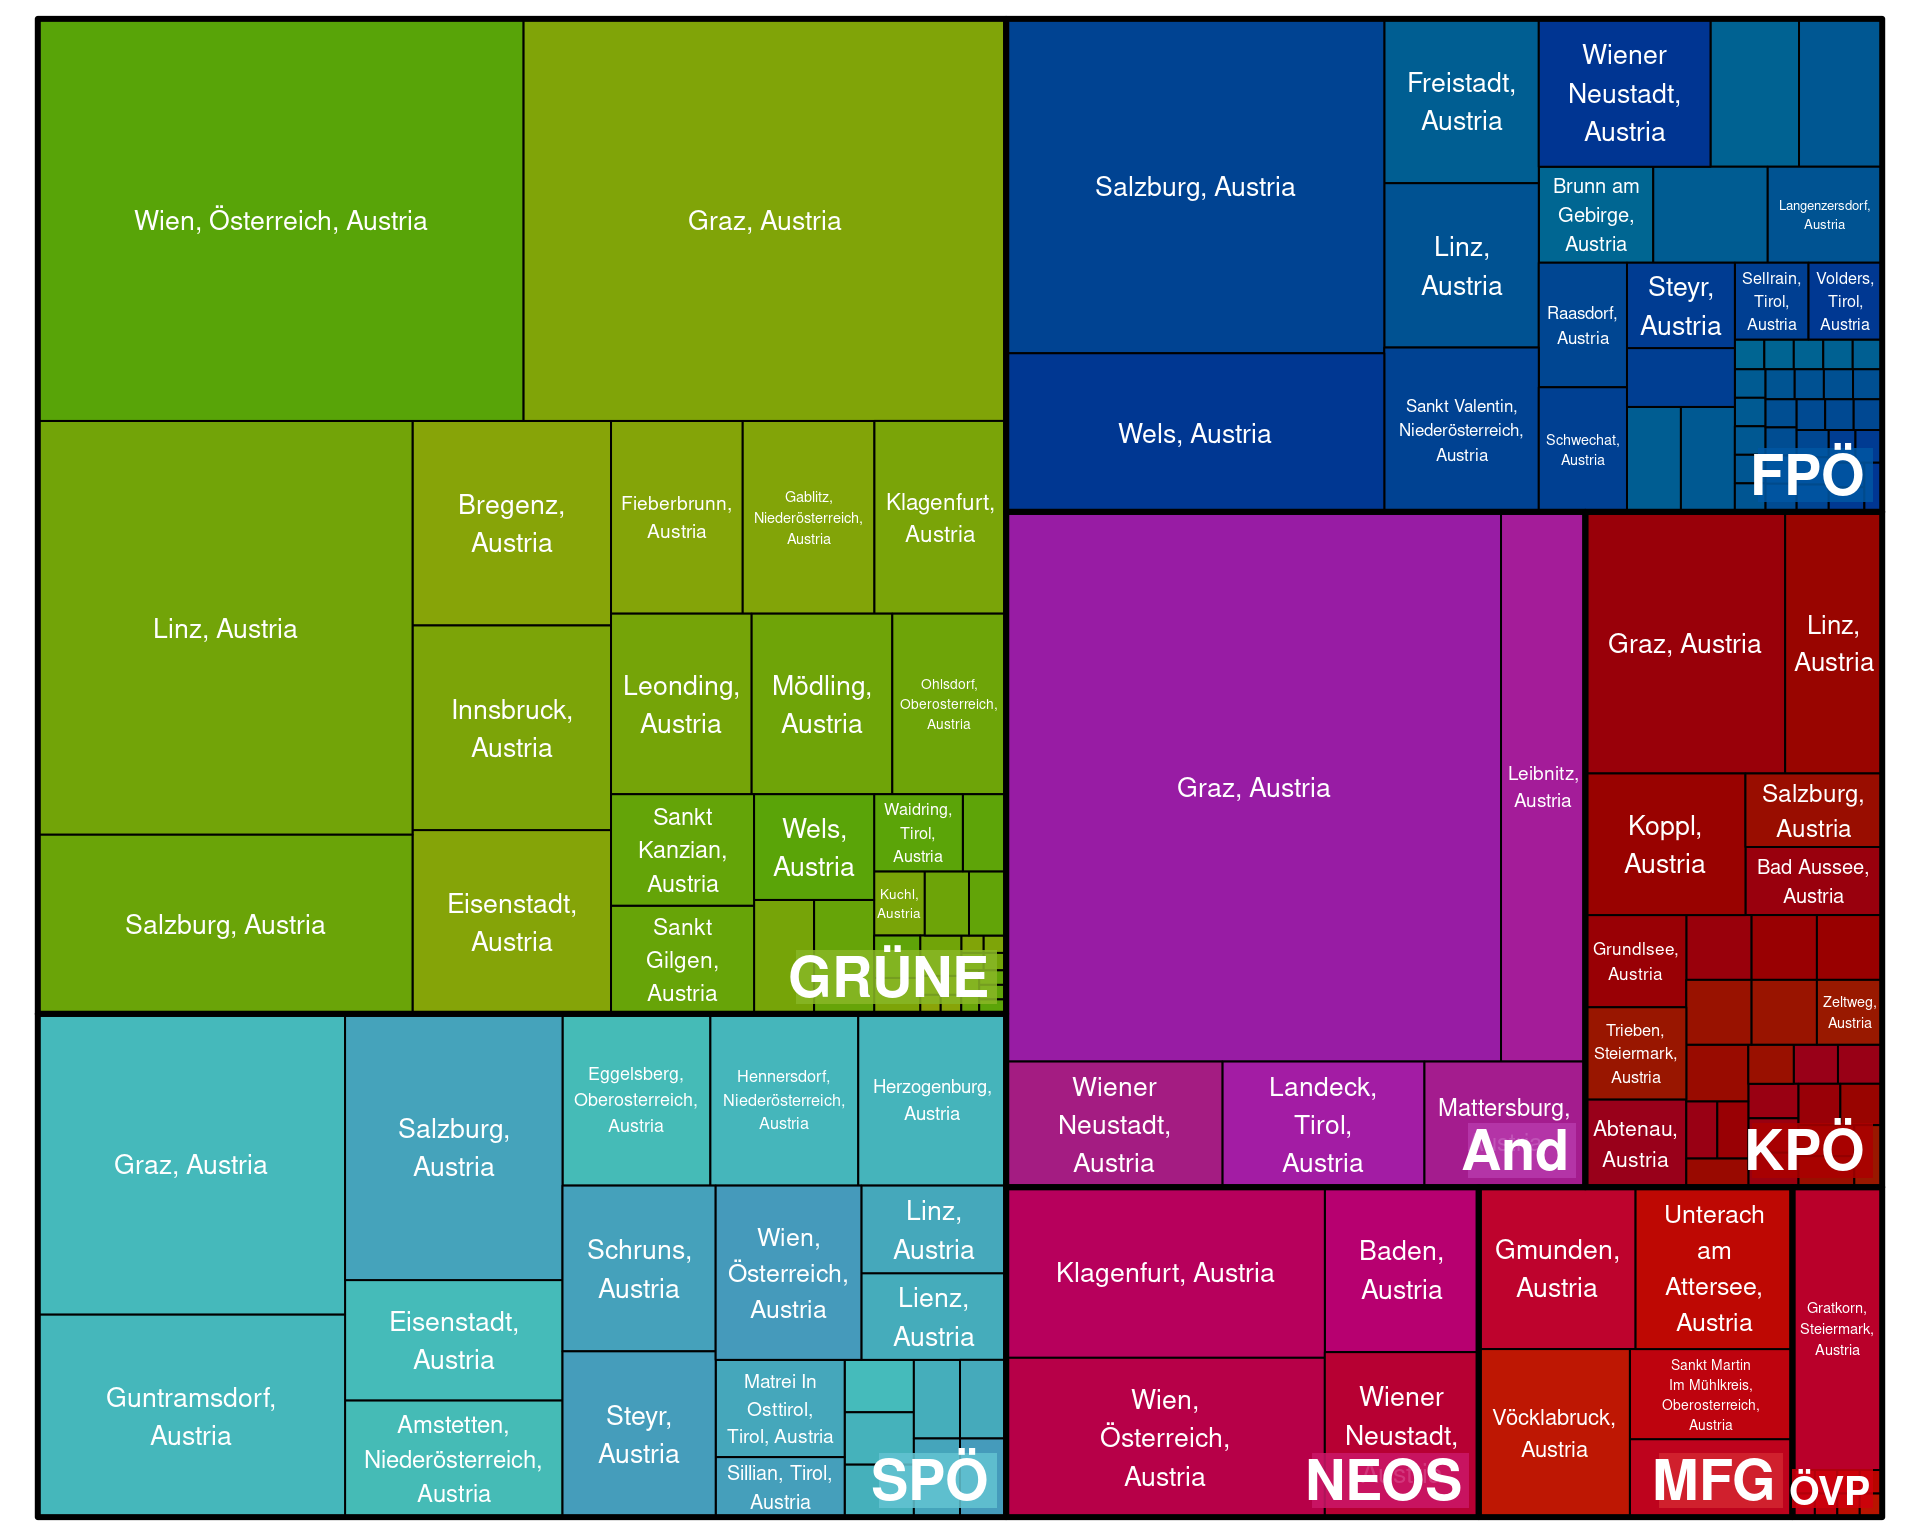 Wien, Österreich, Austria
Graz, Austria
Linz, Austria
Salzburg, Austria
Bregenz,
Austria
Innsbruck,
Austria
Eisenstadt,
Austria
Fieberbrunn,
Austria
Gablitz,
Niederösterreich,
Austria
Klagenfurt,
Austria
Leonding,
Austria
Mödling,
Austria
Ohlsdorf,
Oberosterreich,
Austria
Sankt
Kanzian,
Austria
Sankt
Gilgen,
Austria
Wels,
Austria
Waidring,
Tirol,
Austria
Kuchl,
Austria
GRÜNE
Salzburg, Austria
Wels, Austria
Freistadt,
Austria
Linz,
Austria
Sankt Valentin,
Niederösterreich,
Austria
Wiener
Neustadt,
Austria
Brunn am
Gebirge,
Austria
Langenzersdorf,
Austria
Raasdorf,
Austria
Schwechat,
Austria
Steyr,
Austria
Sellrain,
Tirol,
Austria
Volders,
Tirol,
Austria
FPÖ
Graz, Austria
Leibnitz,
Austria
Wiener
Neustadt,
Austria
Landeck,
Tirol,
Austria
Mattersburg,
Austria
And
Graz, Austria
Linz,
Austria
Koppl,
Austria
Salzburg,
Austria
Bad Aussee,
Austria
Grundlsee,
Austria
Trieben,
Steiermark,
Austria
Abtenau,
Austria
Zeltweg,
Austria
KPÖ
Graz, Austria
Guntramsdorf,
Austria
Salzburg,
Austria
Eisenstadt,
Austria
Amstetten,
Niederösterreich,
Austria
Eggelsberg,
Oberosterreich,
Austria
Hennersdorf,
Niederösterreich,
Austria
Herzogenburg,
Austria
Schruns,
Austria
Steyr,
Austria
Wien,
Österreich,
Austria
Linz,
Austria
Lienz,
Austria
Matrei In
Osttirol,
Tirol, Austria
Sillian, Tirol,
Austria
SPÖ
Klagenfurt, Austria
Wien,
Österreich,
Austria
Baden,
Austria
Wiener
Neustadt,
Austria
NEOS
Gmunden,
Austria
Unterach
am
Attersee,
Austria
Vöcklabruck,
Austria
Sankt Martin
Im Mühlkreis,
Oberosterreich,
Austria
MFG
Gratkorn,
Steiermark,
Austria
ÖVP